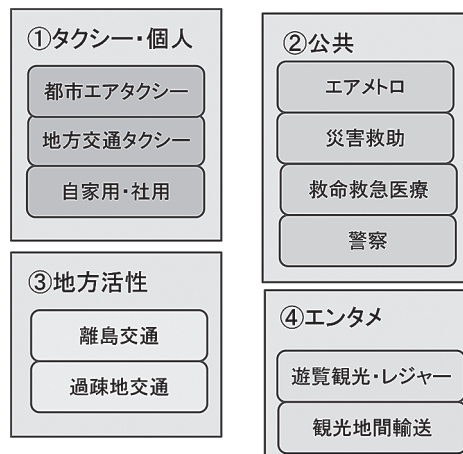 ①タクシー・個人
都市エアタクシー
地方交通タクシー
自家用・社用
②公共
エアメトロ
災害救助
救命救急医療
警察
③地方活性
離島交通
過疎地交通
④エンタメ
遊覧観光・レジャー
観光地間輸送